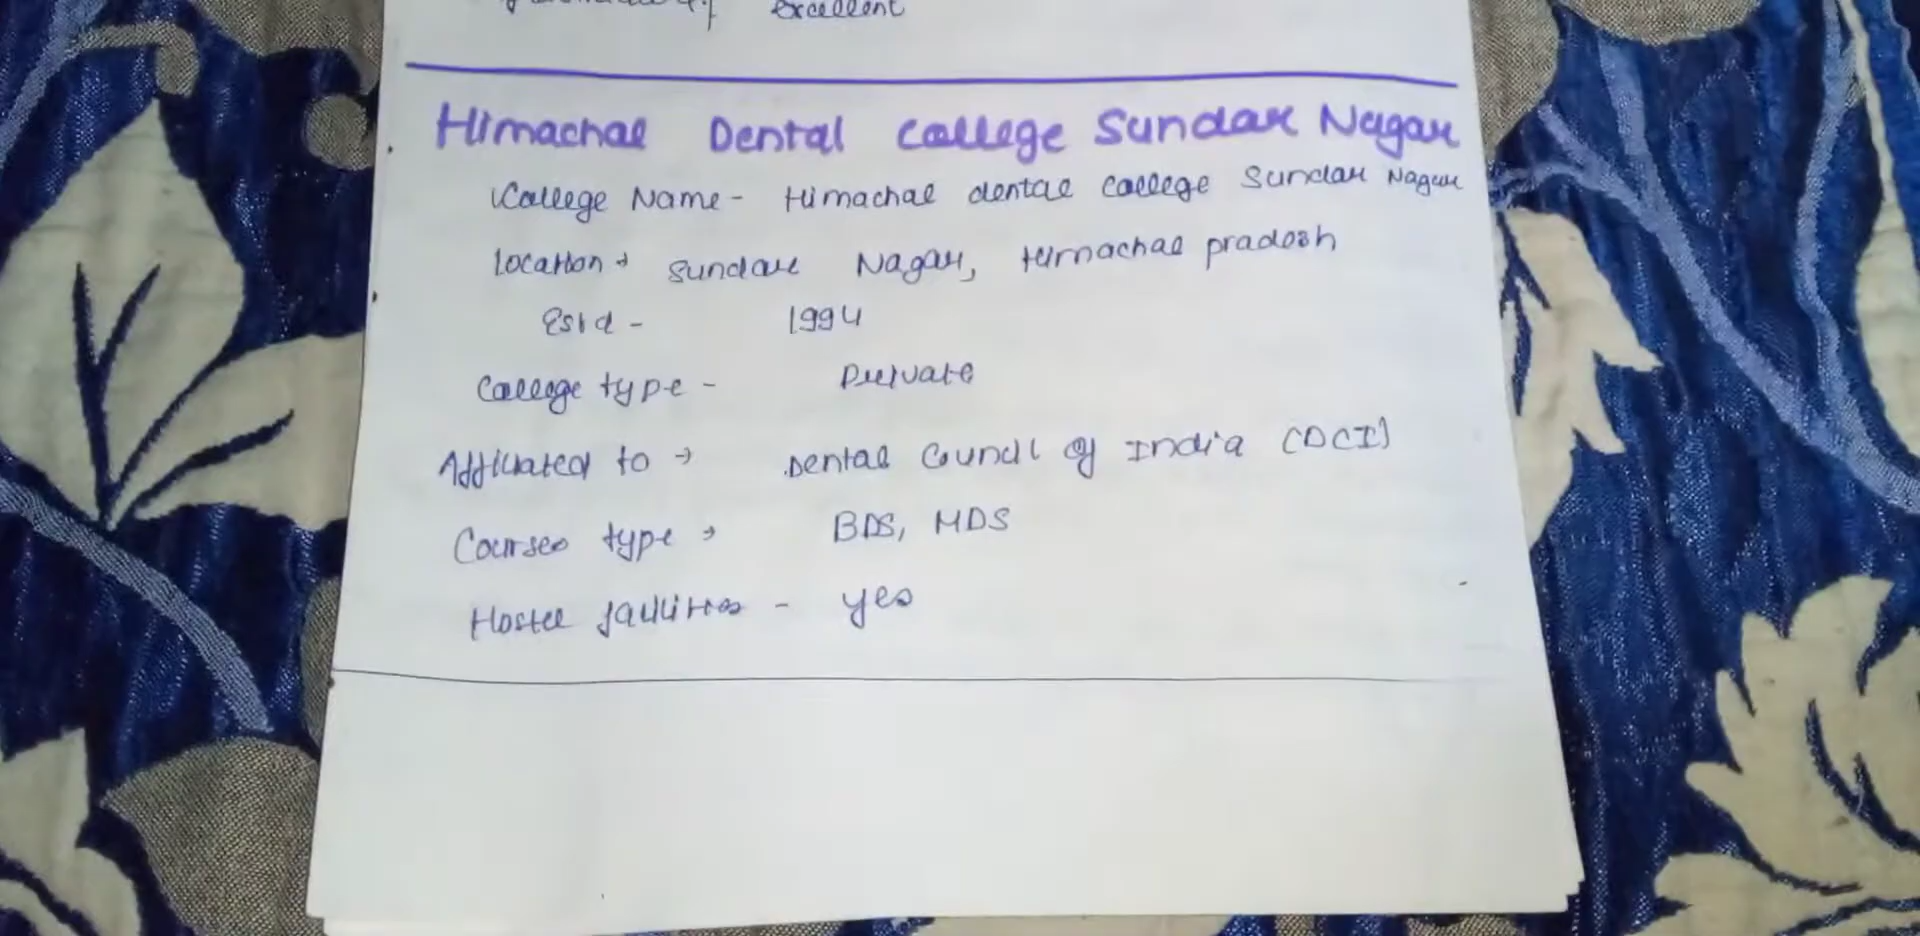 Excellent
Himachal Dental College Sundar Nagar
College Name - Himachal dental College Sundar Nagar
Location → Sundar Nagar, Himachal pradesh
Estd - 1994
College type - Private
Affiliated to → Dental Council of India (DCI)
Courses type → BDS, MDS
Hostel facilities - yes